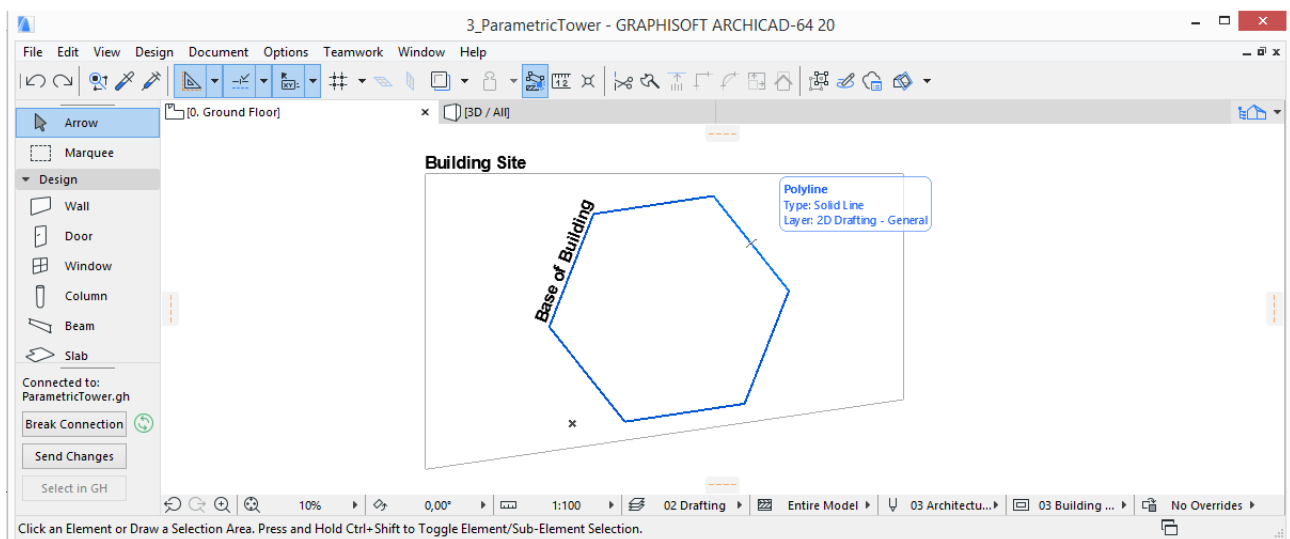 3_ParametricTower - GRAPHISOFT ARCHICAD-64 20
File Edit View Design Document Options Teamwork Window Help
[0. Ground Floor]
[3D / All]
Arrow
Marquee
Design
Wall
Door
Window
Column
Beam
Slab
Connected to:
ParametricTower.gh
Break Connection
Send Changes
Select in GH
Building Site
Base of Building
Polyline
Type: Solid Line
Layer: 2D Drafting - General
10% 0,00° 1:100 02 Drafting Entire Model 03 Architectu... 03 Building ... No Overrides
Click an Element or Draw a Selection Area. Press and Hold Ctrl+Shift to Toggle Element/Sub-Element Selection.